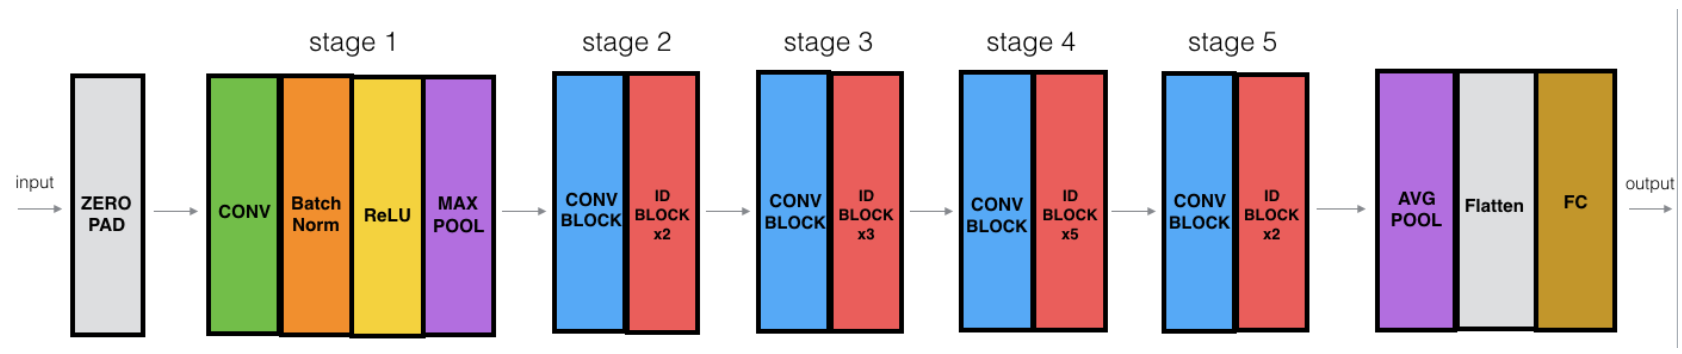 stage 1
stage 2
stage 3
stage 4
stage 5
input
ZERO
PAD
CONV
Batch
Norm
ReLU
MAX
POOL
CONV
BLOCK
ID
BLOCK
x2
CONV
BLOCK
ID
BLOCK
x3
CONV
BLOCK
ID
BLOCK
x5
CONV
BLOCK
ID
BLOCK
x2
AVG
POOL
Flatten
FC
output